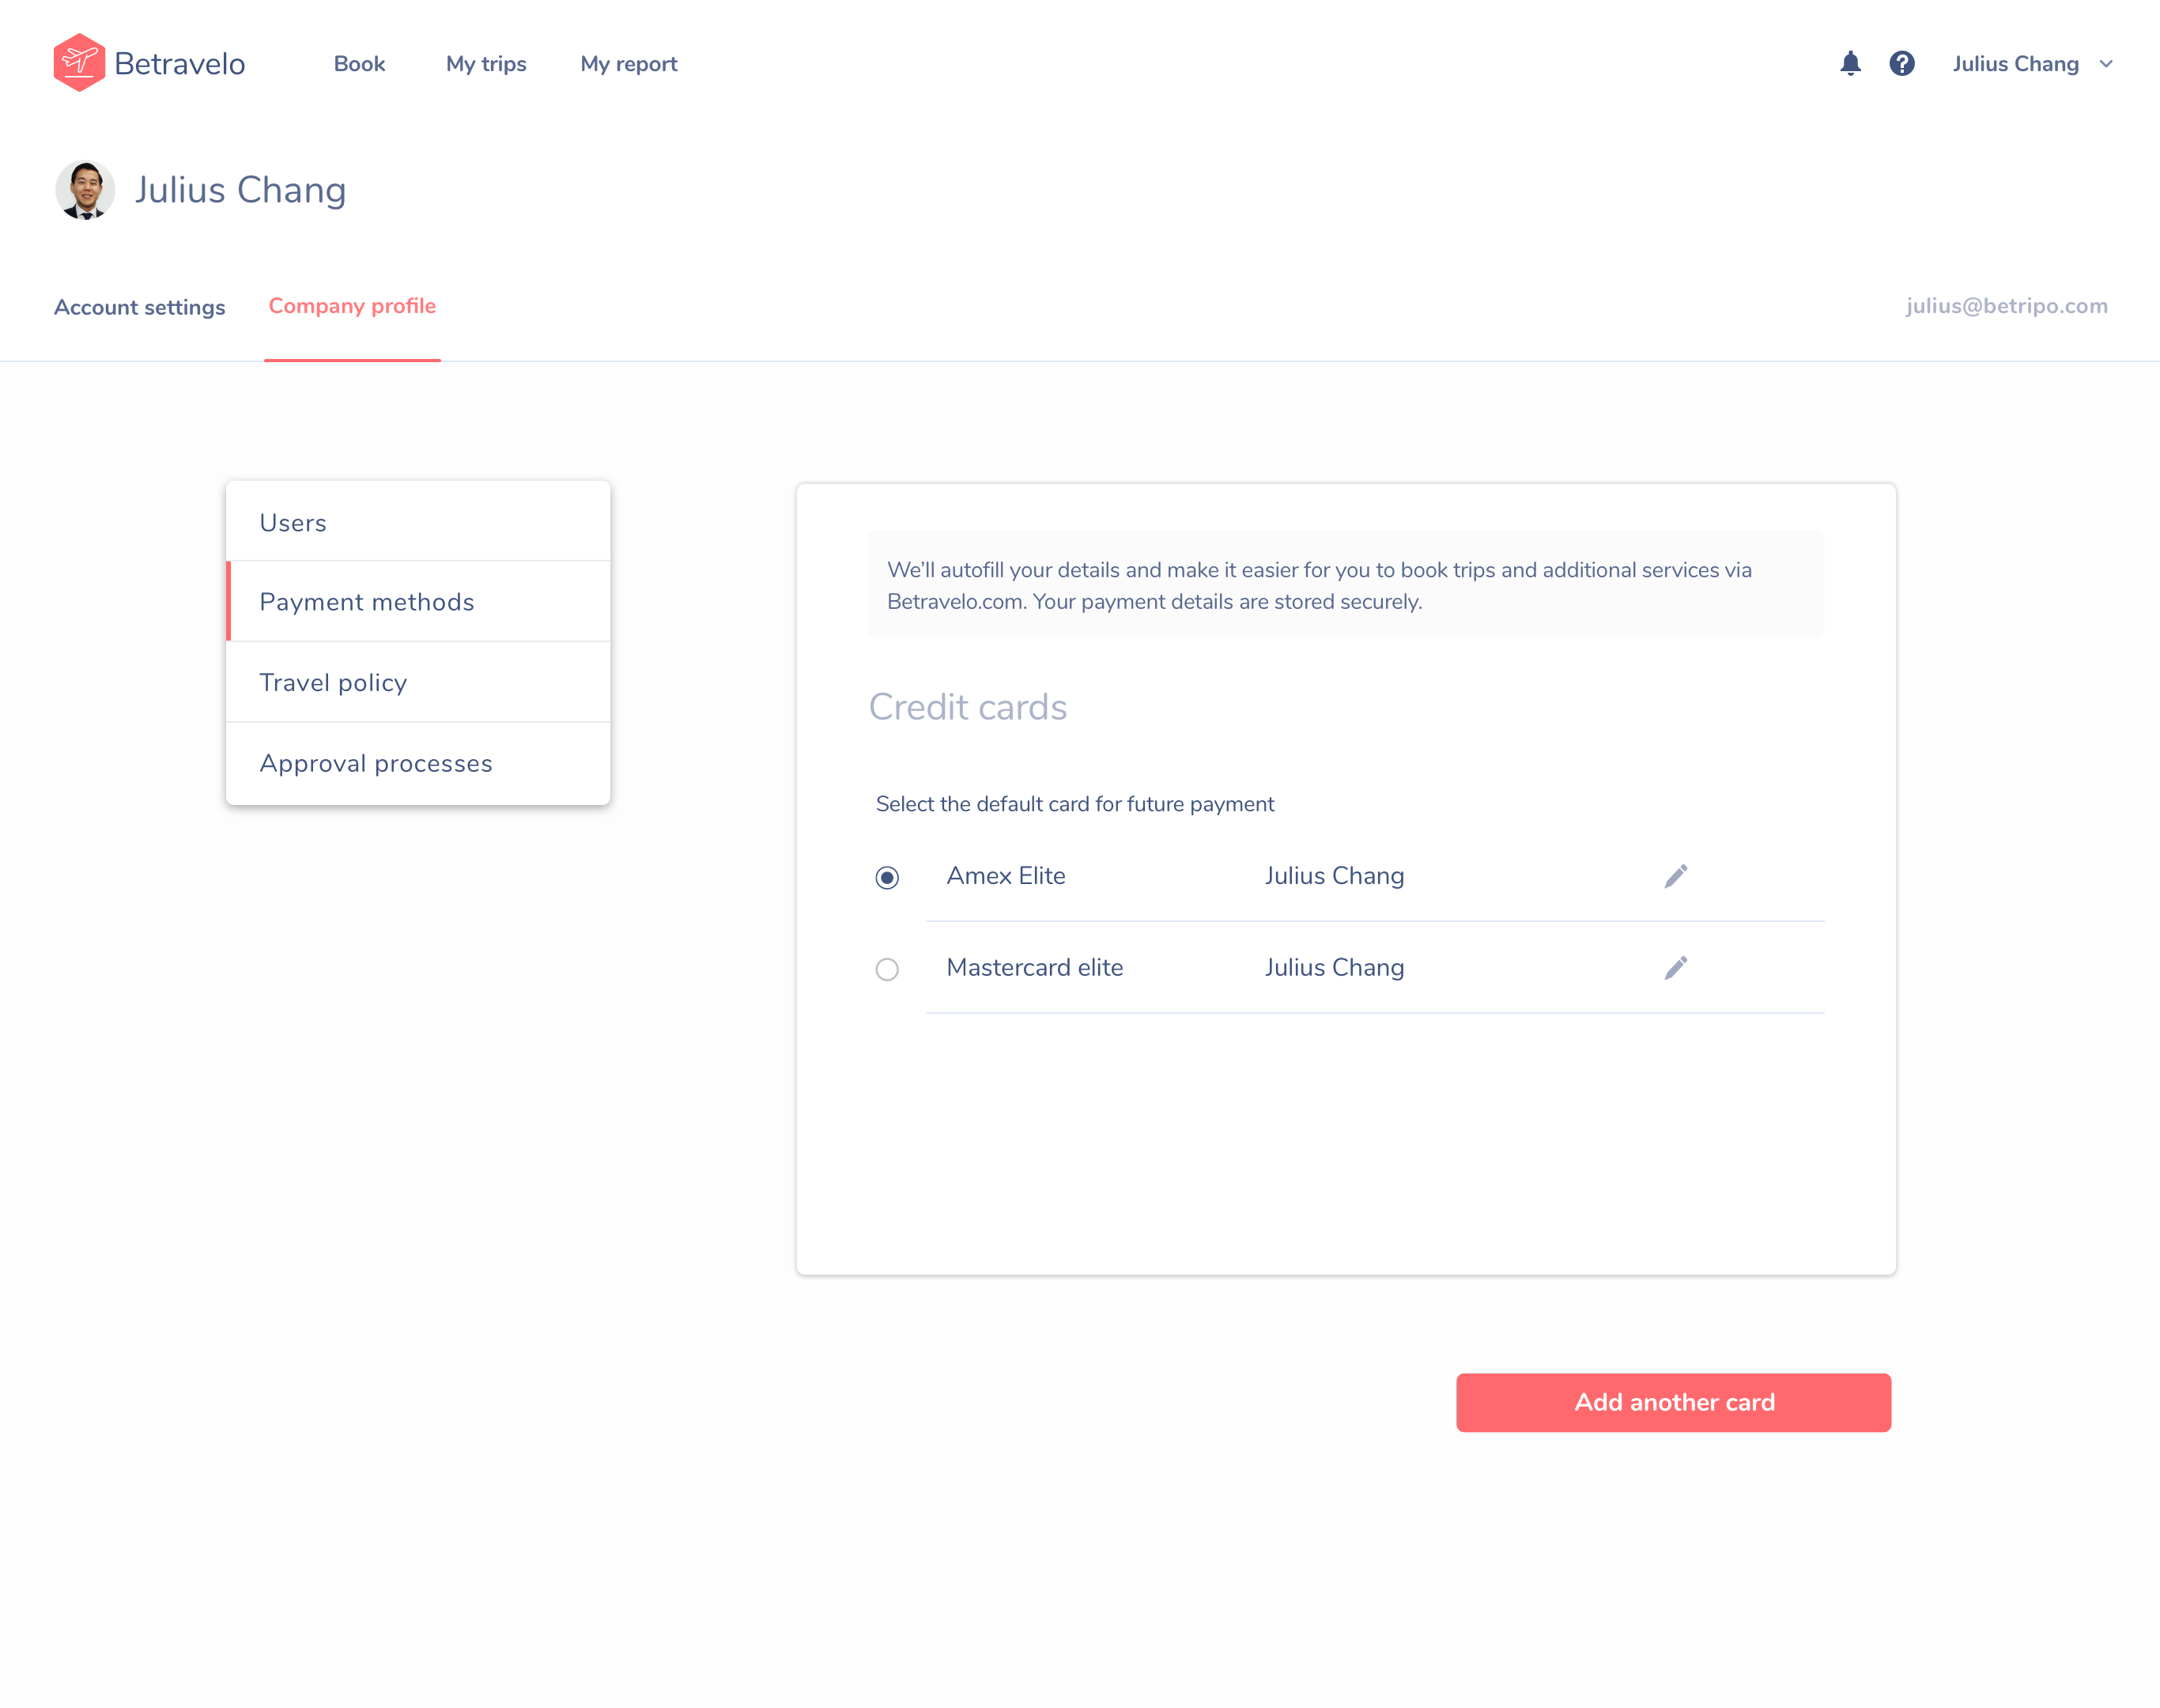 Betravelo
Book
My trips
My report
?
Julius Chang
Julius Chang
Account settings
Company profile
julius@betripo.com
Users
Payment methods
Travel policy
Approval processes
We’ll autofill your details and make it easier for you to book trips and additional services via
Betravelo.com. Your payment details are stored securely.
Credit cards
Select the default card for future payment
Amex Elite
Julius Chang
Mastercard elite
Julius Chang
Add another card